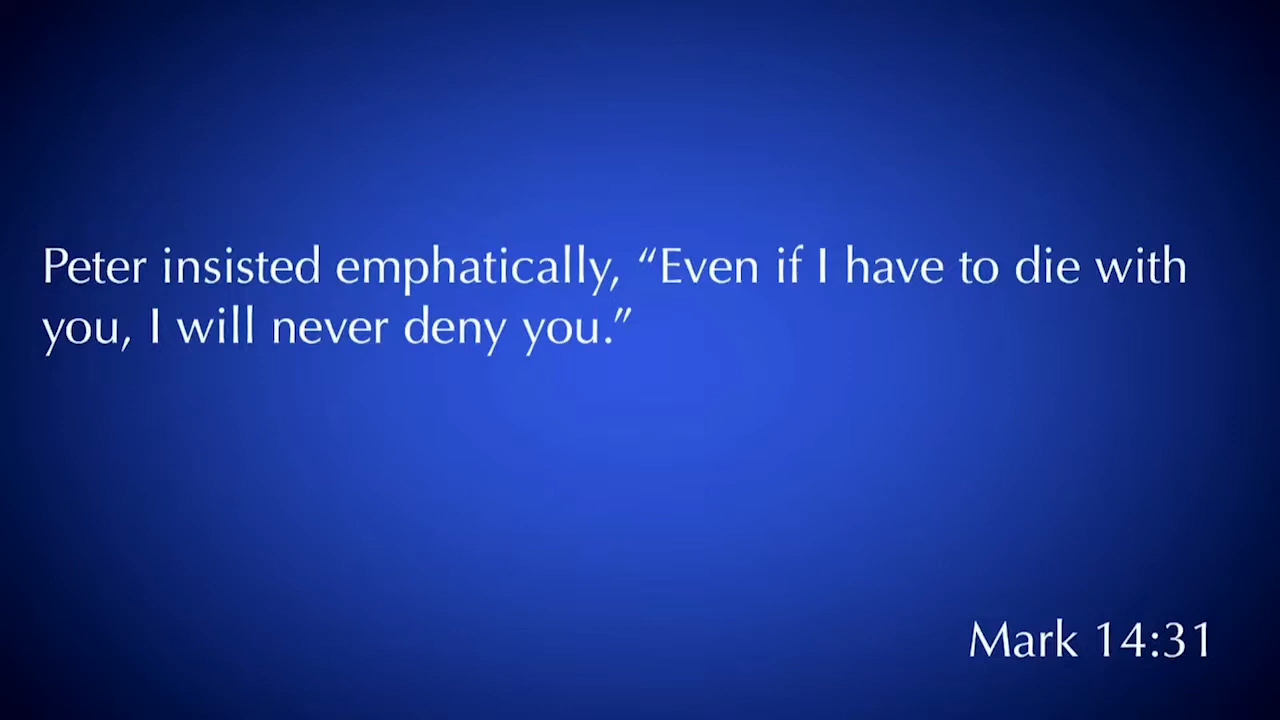 Peter insisted emphatically, “Even if I have to die with
you, I will never deny you.”
Mark 14:31